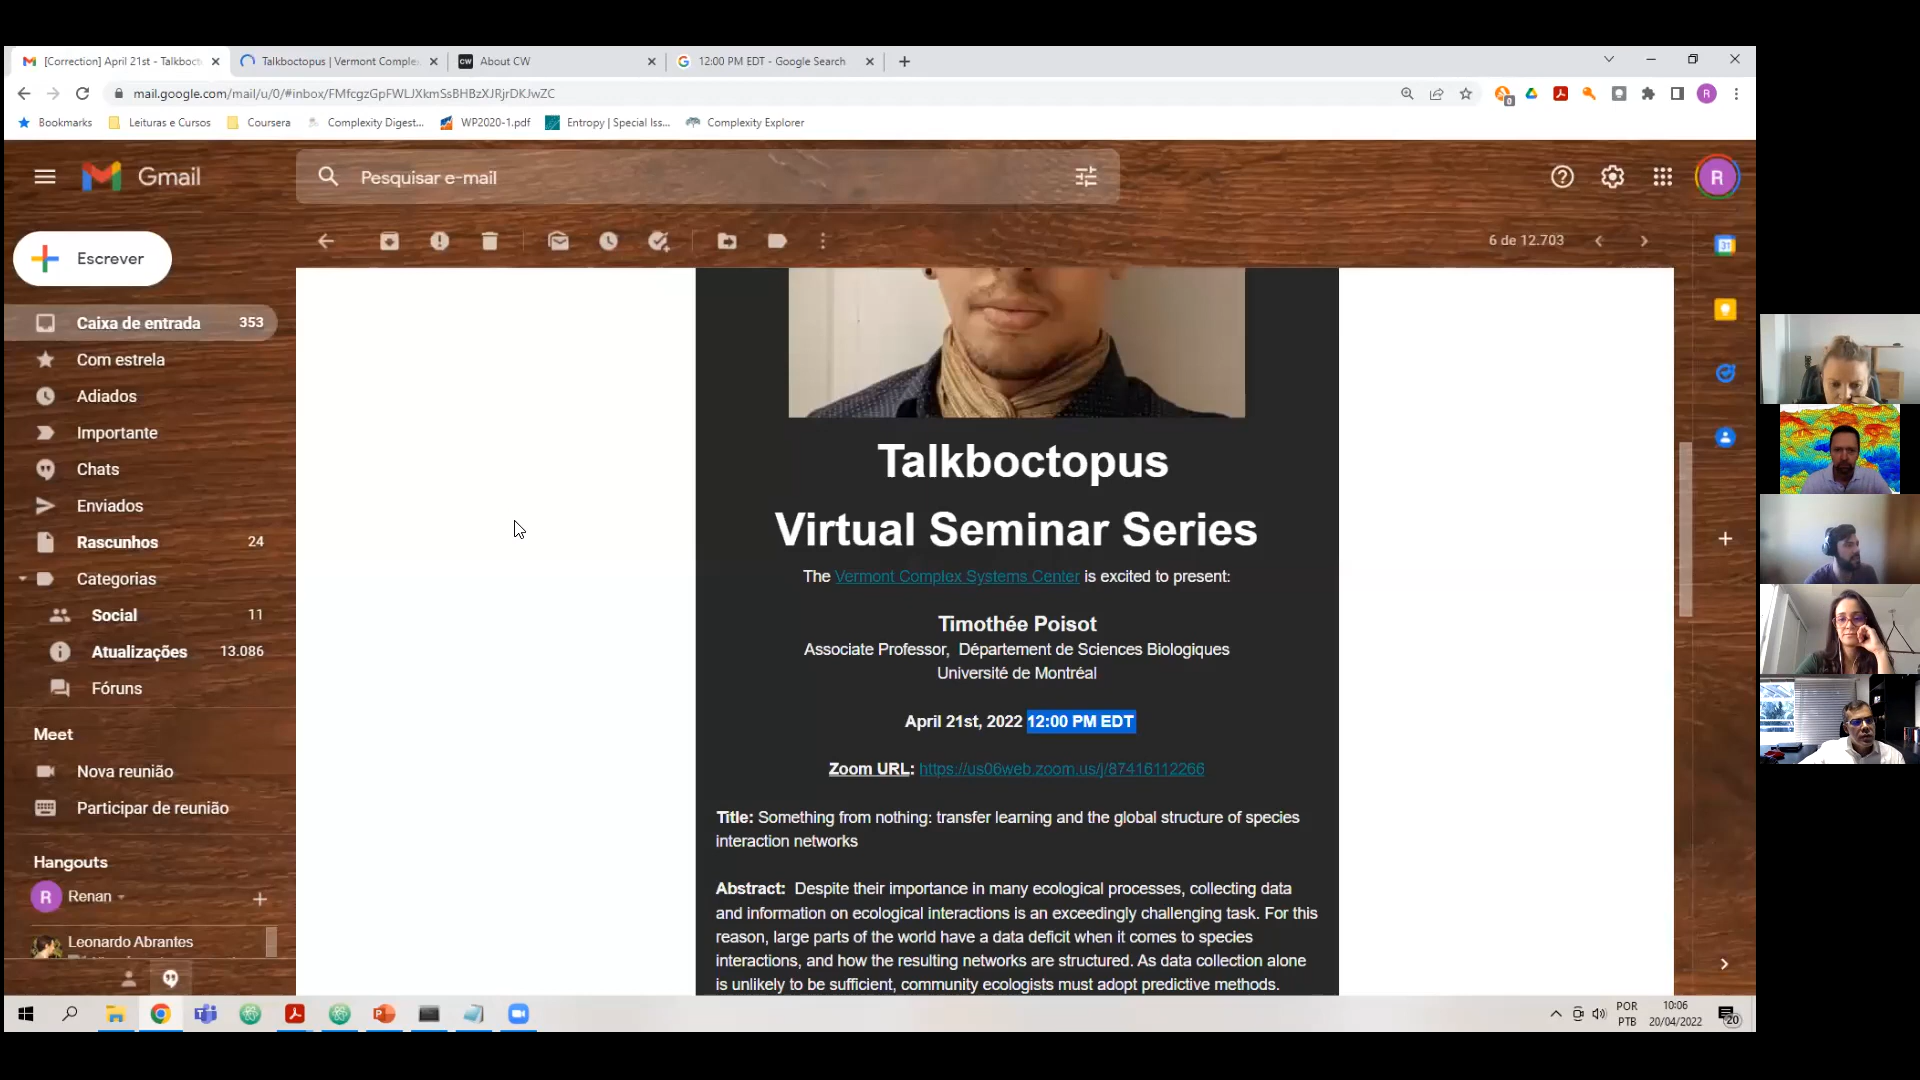 [Correction] April 21st - Talkbocto
Talkboctopus | Vermont Comple
CW About CW
12:00 PM EDT - Google Search
mail.google.com/mail/u/0/#inbox/FMfcgzGpFWLJXkmSsBHBzXJRjrDKJwZC
0
R
Bookmarks
Leituras e Cursos
Coursera
Complexity Digest...
WP2020-1.pdf
Entropy | Special Iss...
Complexity Explorer
Gmail
Pesquisar e-mail
R
6 de 12.703
31
Escrever
Caixa de entrada 353
Com estrela
Adiados
Importante
Chats
Enviados
Rascunhos 24
Categorias
Social 11
Atualizações 13.086
Fóruns
Meet
Nova reunião
Participar de reunião
Hangouts
R Renan
Leonardo Abrantes
Talkboctopus
Virtual Seminar Series
The Vermont Complex Systems Center is excited to present:
Timothée Poisot
Associate Professor, Département de Sciences Biologiques
Université de Montréal
April 21st, 2022 12:00 PM EDT
Zoom URL: https://us06web.zoom.us/j/87416112266
Title: Something from nothing: transfer learning and the global structure of species
interaction networks
Abstract: Despite their importance in many ecological processes, collecting data
and information on ecological interactions is an exceedingly challenging task. For this
reason, large parts of the world have a data deficit when it comes to species
interactions, and how the resulting networks are structured. As data collection alone
is unlikely to be sufficient, community ecologists must adopt predictive methods.
POR
PTB
10:06
20/04/2022
20